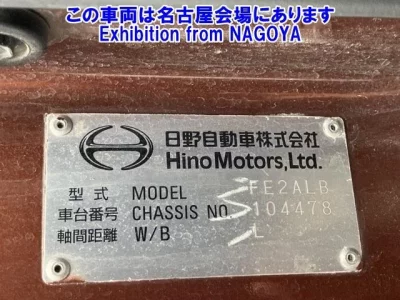 この車両は名古屋会場にあります
Exhibition from NAGOYA
日野自動車株式会社
Hino Motors, Ltd.
型式 MODEL FE2ALB
車台番号 CHASSIS NO. 104478
軸間距離 W/B L